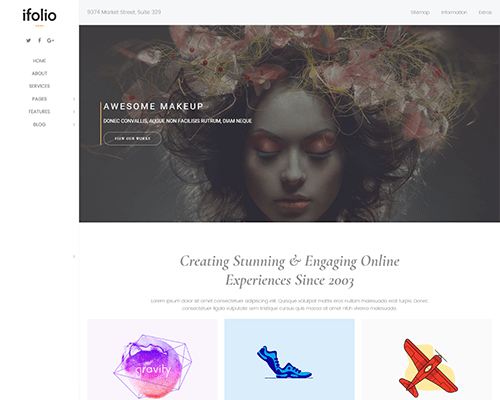 ifolio
HOME
ABOUT
SERVICES
PAGES
FEATURES
BLOG
9374 Market Street, Suite 329
Sitemap
Information
Extras
AWESOME MAKEUP
DONEC CONVALLIS, ALIQUE NON FACILISIS RUTRUM, DIAM NEQUE
VIEW OUR WORKS
Creating Stunning & Engaging Online
Experiences Since 2003
Lorem ipsum dolor sit amet consectetuer adipiscing elit. Quisque volutpat mattis eros nullam malesuada erat turpis. Donec
consectetuer ligula vulputate sem tristique cursus quis massa sit amet nibh viverra malesuada.
gravity